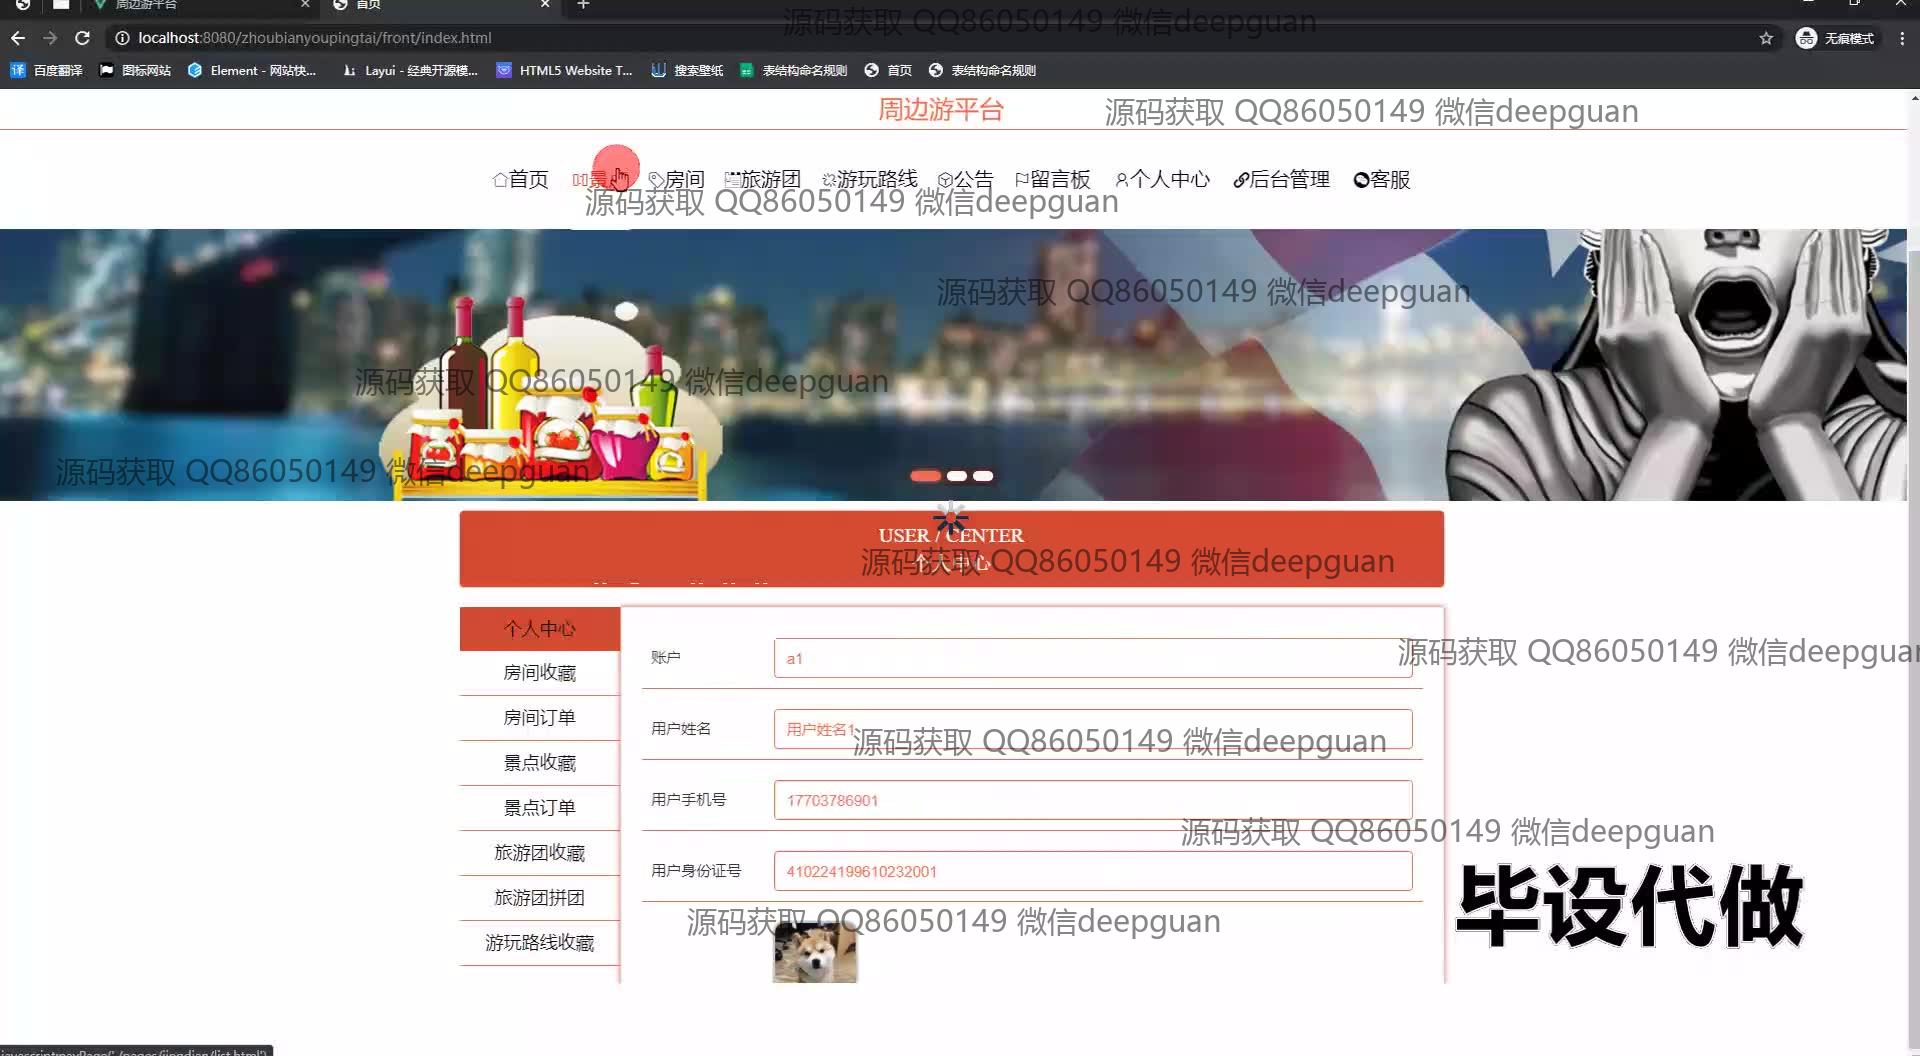 周边游平台
首页
源码获取 QQ86050149 微信deepguan
localhost:8080/zhoubianyoupingtai/front/index.html
无痕模式
百度翻译
图标网站
Element - 网站快...
Layui - 经典开源模...
HTML5 Website T...
搜索壁纸
表结构命名规则
首页
表结构命名规则
周边游平台
源码获取 QQ86050149 微信deepguan
首页
房间
旅游团
游玩路线
公告
留言板
个人中心
后台管理
客服
源码获取 QQ86050149 微信deepguan
源码获取 QQ86050149 微信deepguan
源码获取 QQ86050149 微信deepguan
源码获取 QQ86050149 微信deepguan
USER / CENTER
个人中心
源码获取 QQ86050149 微信deepguan
个人中心
房间收藏
房间订单
景点收藏
景点订单
旅游团收藏
旅游团拼团
游玩路线收藏
账户
a1
源码获取 QQ86050149 微信deepguan
用户姓名
用户姓名1
源码获取 QQ86050149 微信deepguan
用户手机号
17703786901
源码获取 QQ86050149 微信deepguan
用户身份证号
410224199610232001
源码获取 QQ86050149 微信deepguan
毕设代做